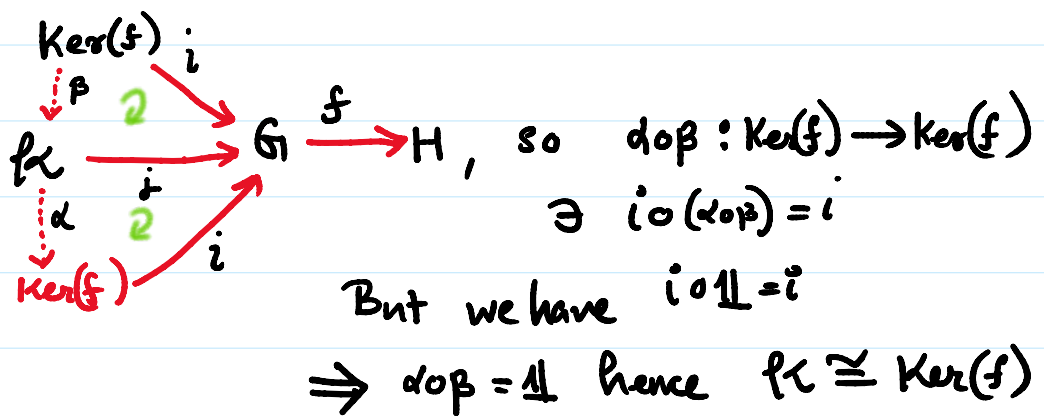 Ker(f) i
β
K j G f H, so α∘β : Ker(f) → Ker(f)
α ∋ i∘(α∘β) = i
Ker(f) i
But we have i∘𝟙 = i
⇒ α∘β = 𝟙 hence K ≅ Ker(f)